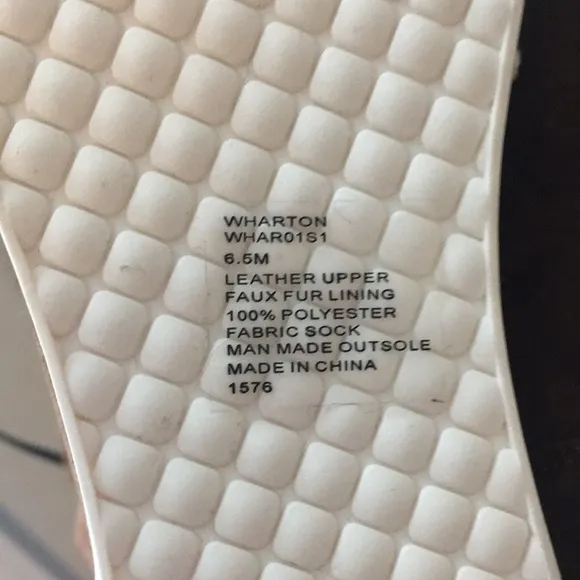 WHARTON
WHAR01S1
6.5M
LEATHER UPPER
FAUX FUR LINING
100% POLYESTER
FABRIC SOCK
MAN MADE OUTSOLE
MADE IN CHINA
1576